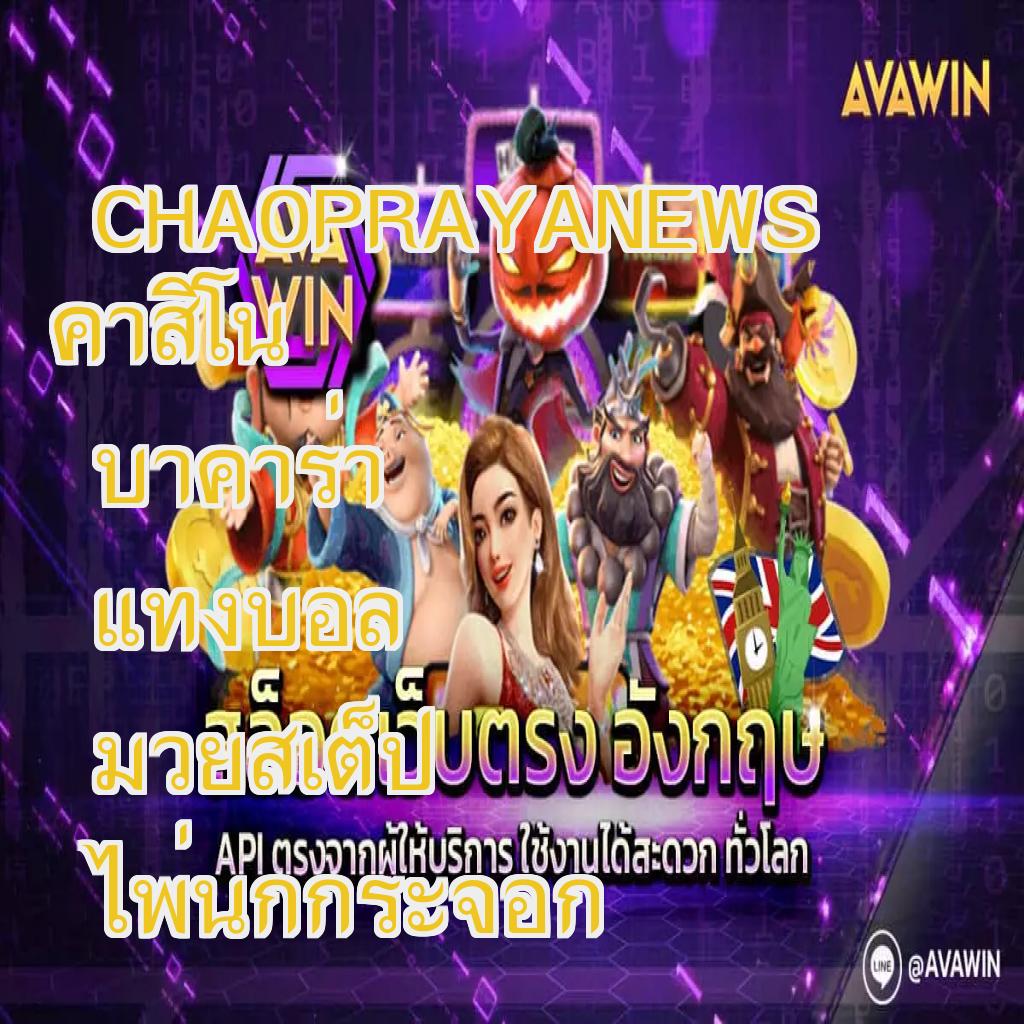 AVAWIN
CHAOPRAYANEWS
AVA
WIN
คาสิโน
บาคาร่า
แทงบอล
สล็อตเว็บตรง อังกฤษ
มวยสเต็ป
API ตรงจากผู้ให้บริการ ใช้งานได้สะดวก ทั่วโลก
ไพ่นกกระจอก
LINE @AVAWIN